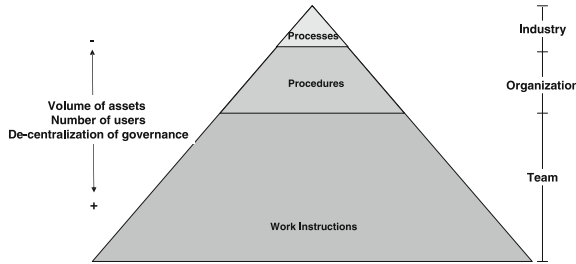 Processes
Industry
-
Procedures
Organization
Volume of assets
Number of users
De-centralization of governance
Team
+
Work Instructions